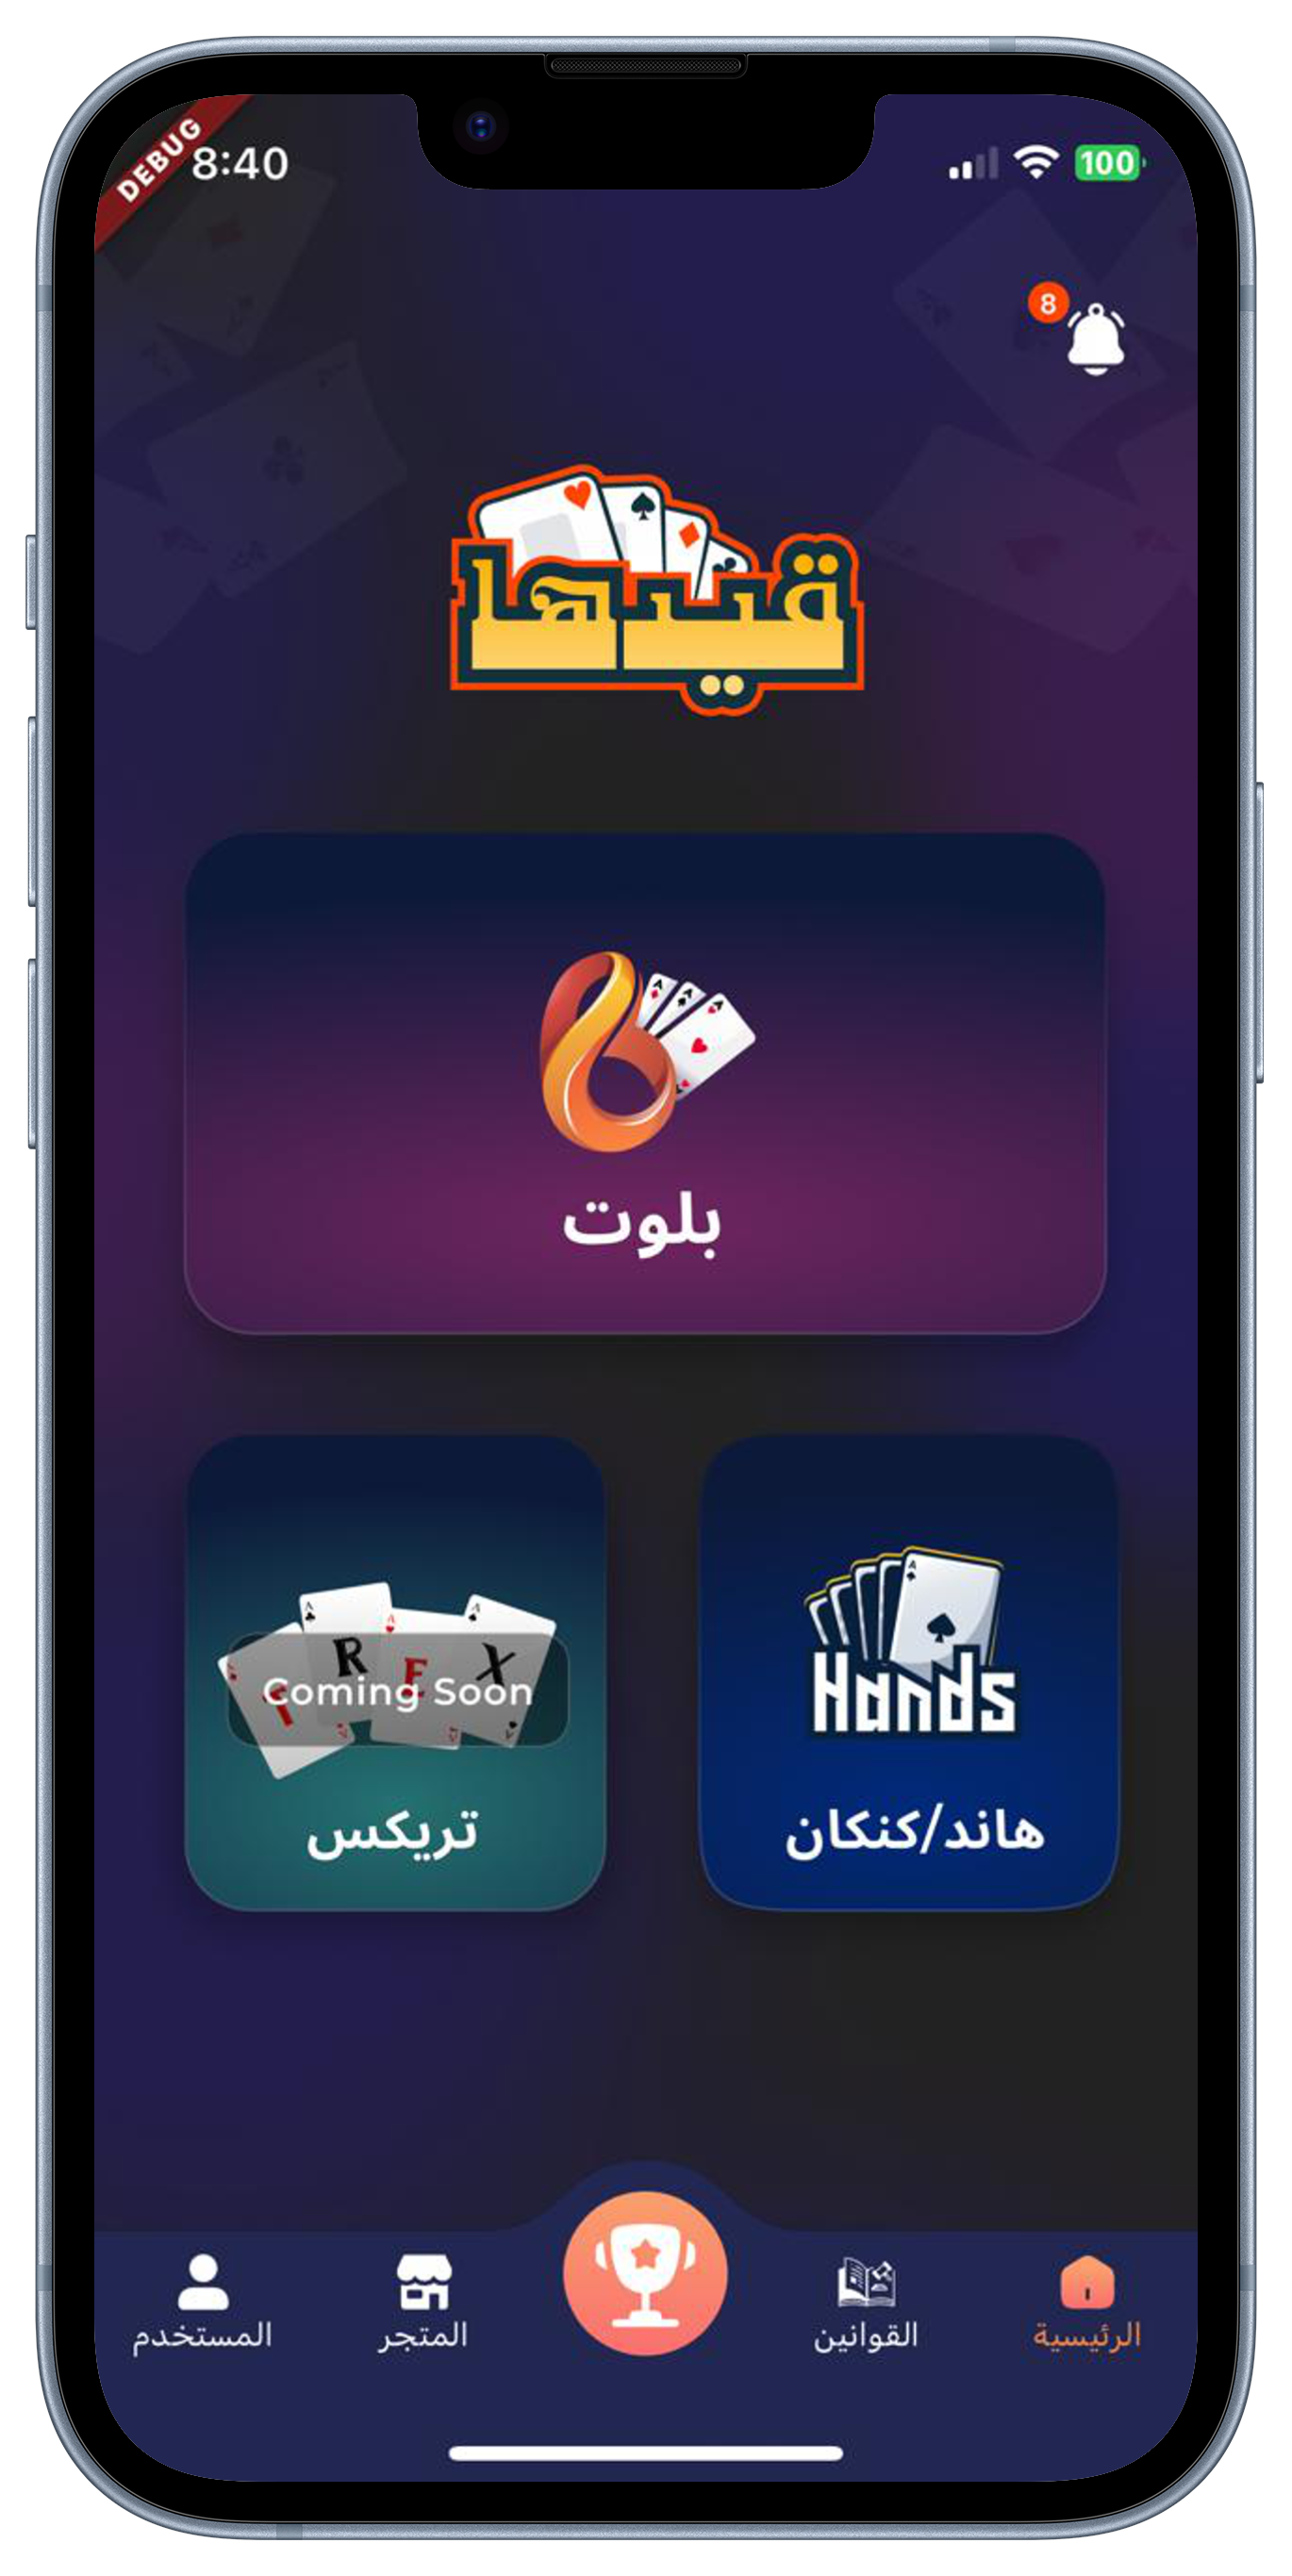 DEBUG
8:40
100
8
قيدها
بلوت
هاند/كنكان
Hands
تريكس
T R E X
Coming Soon
الرئيسية
القوانين
المتجر
المستخدم